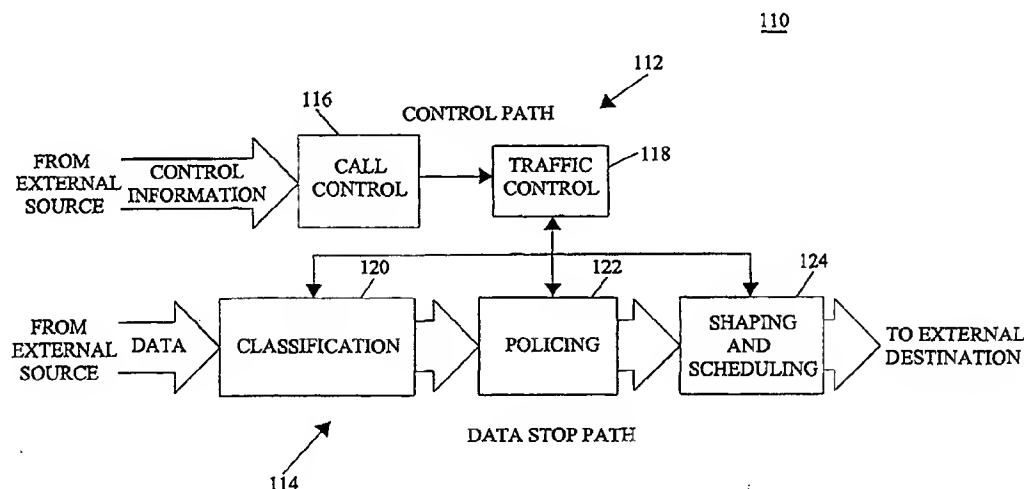 110
112
116
CONTROL PATH
FROM
EXTERNAL
SOURCE
CONTROL
INFORMATION
CALL
CONTROL
TRAFFIC
CONTROL
118
120
122
124
FROM
EXTERNAL
SOURCE
DATA
CLASSIFICATION
POLICING
SHAPING
AND
SCHEDULING
TO EXTERNAL
DESTINATION
DATA STOP PATH
114